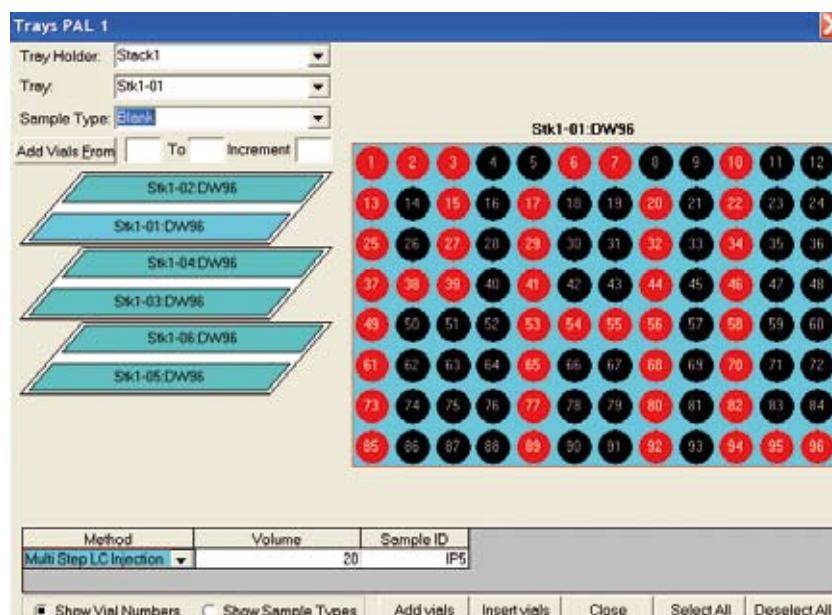 Trays PAL 1
Tray Holder: Stack1
Tray: Stk1-01
Sample Type: Blank
Add Vials From To Increment
Stk1-02:DW96
Stk1-01:DW96
Stk1-04:DW96
Stk1-03:DW96
Stk1-06:DW96
Stk1-05:DW96
Stk1-01:DW96
1 2 3 4 5 6 7 8 9 10 11 12
13 14 15 16 17 18 19 20 21 22 23 24
25 26 27 28 29 30 31 32 33 34 35 36
37 38 39 40 41 42 43 44 45 46 47 48
49 50 51 52 53 54 55 56 57 58 59 60
61 62 63 64 65 66 67 68 69 70 71 72
73 74 75 76 77 78 79 80 81 82 83 84
85 86 87 88 89 90 91 92 93 94 95 96
Method Volume Sample ID
Multi Step LC Injection 20 IP5
Show Vial Numbers Show Sample Types Add vials Insert vials Close Select All Deselect All